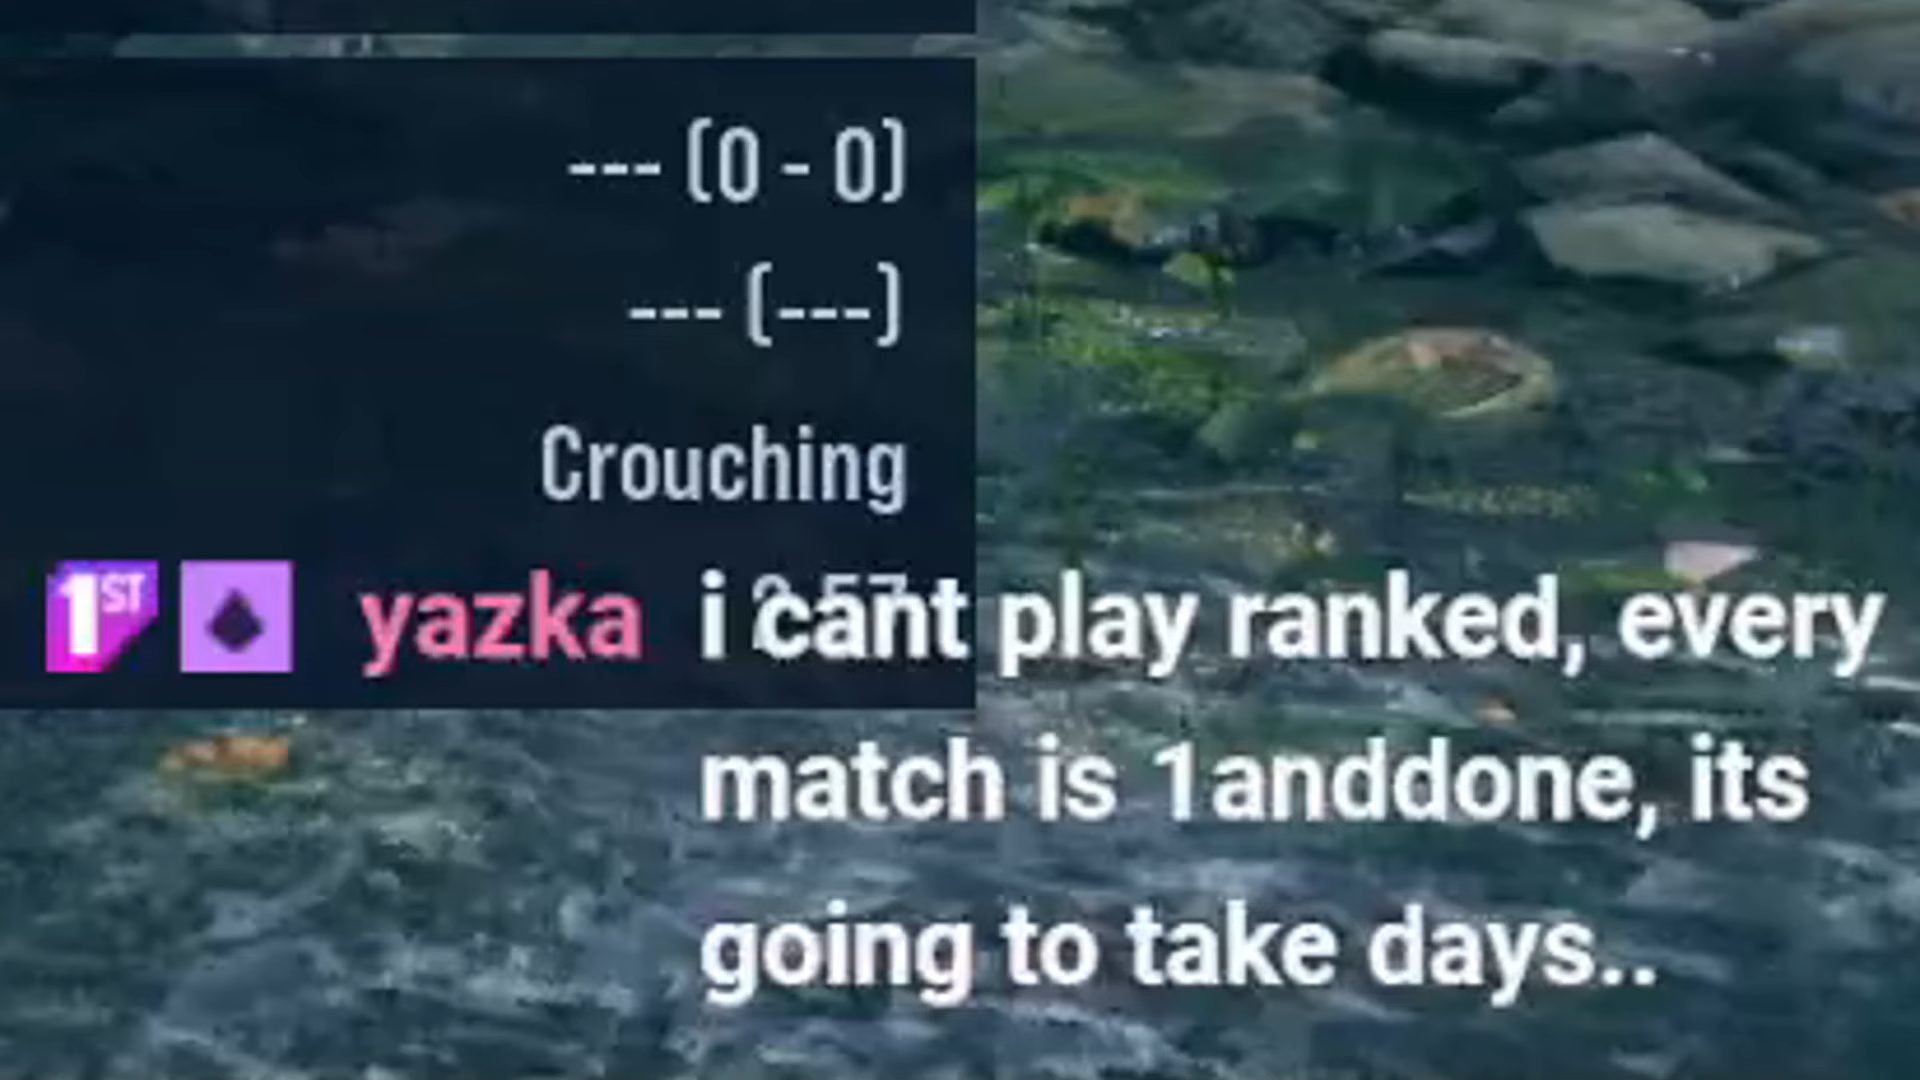 --- (0 - 0)
--- (---)
Crouching
1ST yazka i cant play ranked, every
match is 1anddone, its
going to take days..